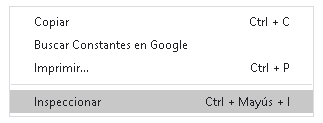 Copiar Ctrl + C
Buscar Constantes en Google
Imprimir... Ctrl + P
Inspeccionar Ctrl + Mayús + I